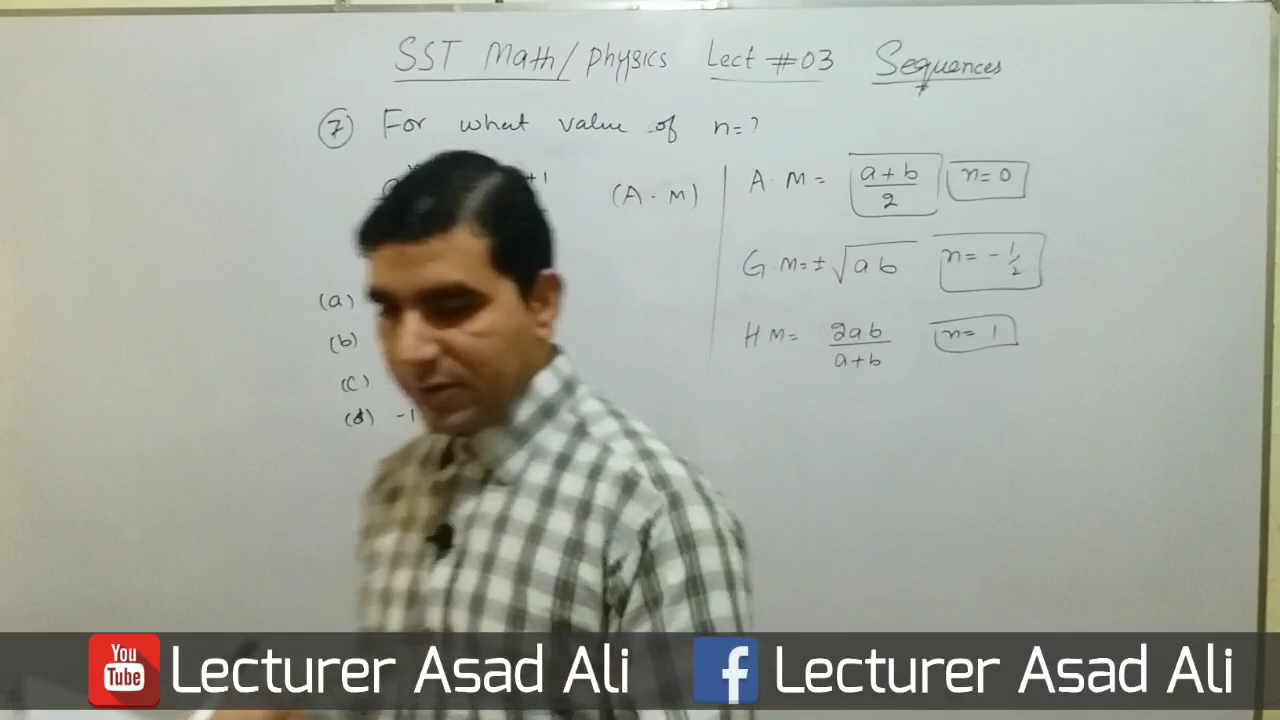 SST Math/Physics Lect #03 Sequences
(7) For what value of n=?
+1 (A.M)
A.M = a+b/2 n=0
G M=± √ab n= -1/2
H M= 2ab/a+b n= 1
(a)
(b)
(c)
(d) -1
You Tube Lecturer Asad Ali f Lecturer Asad Ali